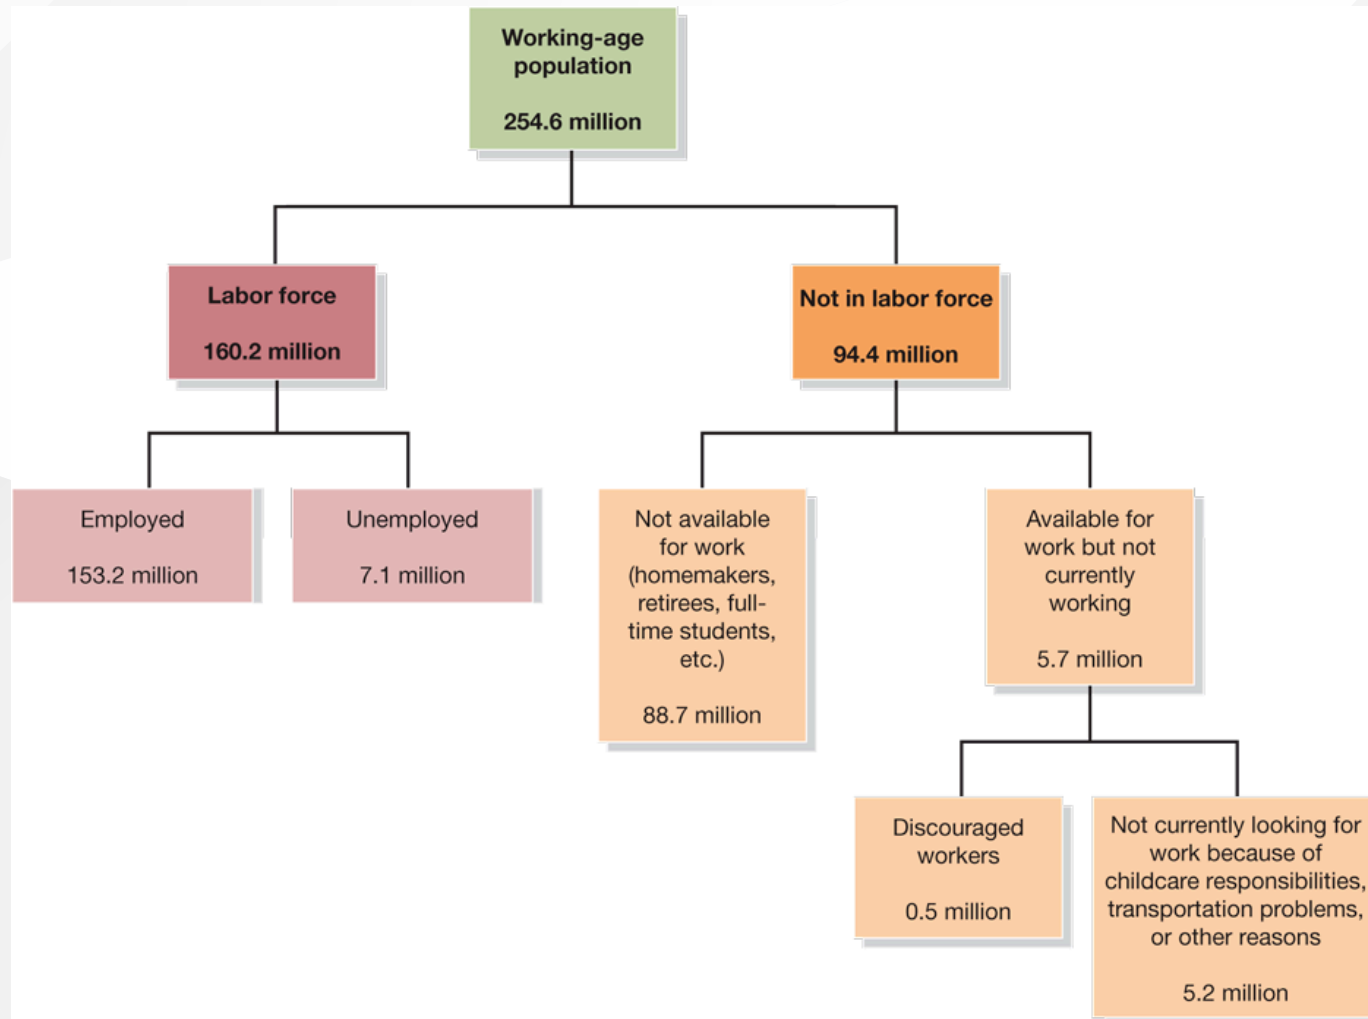 Working-age
population
254.6 million
Labor force
160.2 million
Not in labor force
94.4 million
Employed
153.2 million
Unemployed
7.1 million
Not available
for work
(homemakers,
retirees, full-
time students,
etc.)
88.7 million
Available for
work but not
currently
working
5.7 million
Discouraged
workers
0.5 million
Not currently looking for
work because of
childcare responsibilities,
transportation problems,
or other reasons
5.2 million